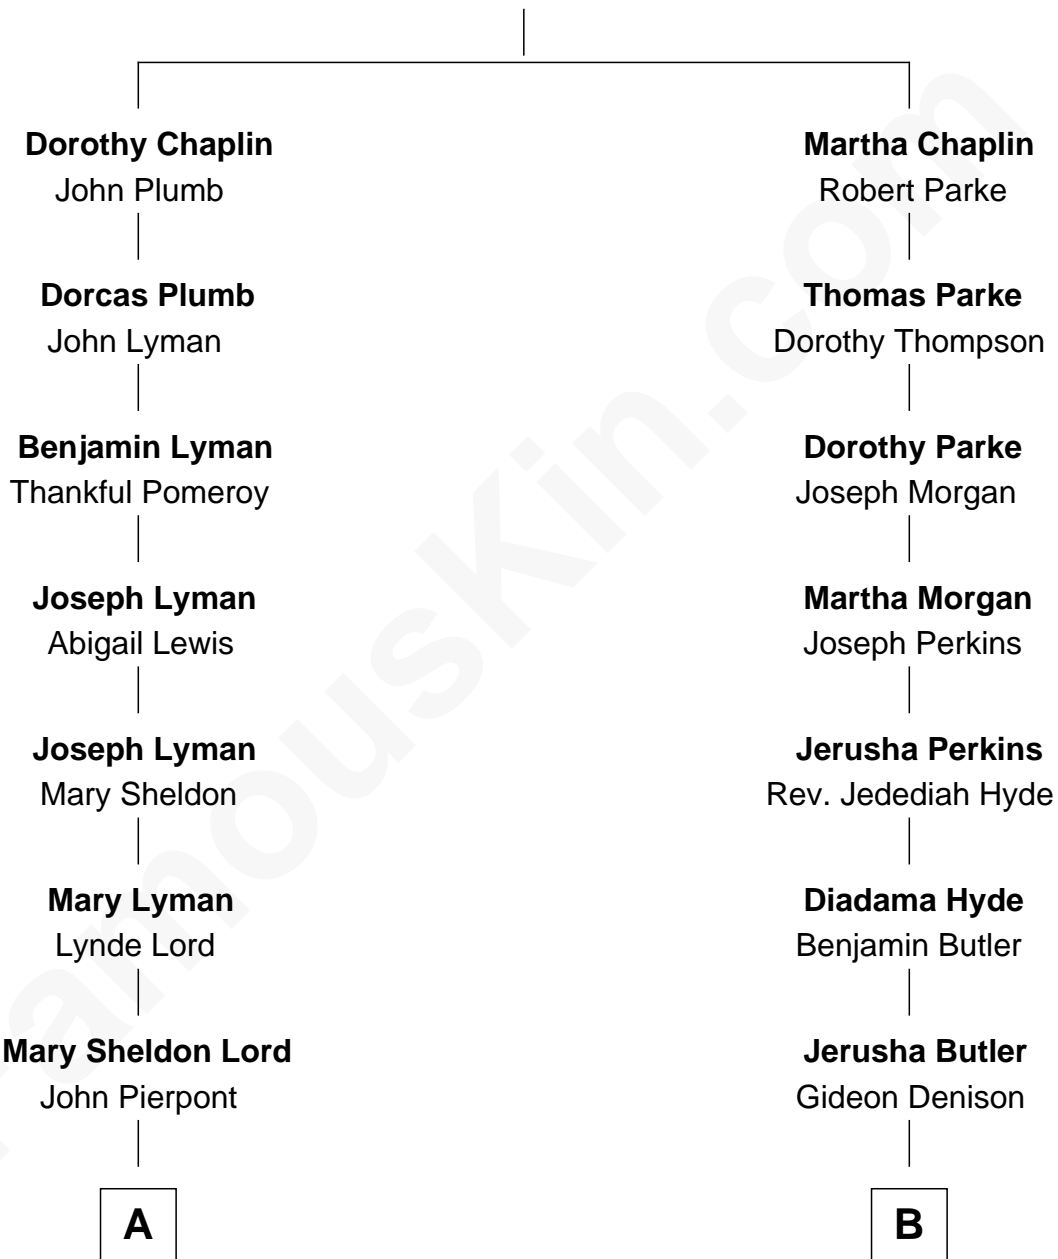 Dorothy Chaplin
John Plumb
Martha Chaplin
Robert Parke
Dorcas Plumb
John Lyman
Thomas Parke
Dorothy Thompson
Benjamin Lyman
Thankful Pomeroy
Dorothy Parke
Joseph Morgan
Joseph Lyman
Abigail Lewis
Martha Morgan
Joseph Perkins
Joseph Lyman
Mary Sheldon
Jerusha Perkins
Rev. Jedediah Hyde
Mary Lyman
Lynde Lord
Diadama Hyde
Benjamin Butler
Mary Sheldon Lord
John Pierpont
Jerusha Butler
Gideon Denison
A
B
FamousKin.com